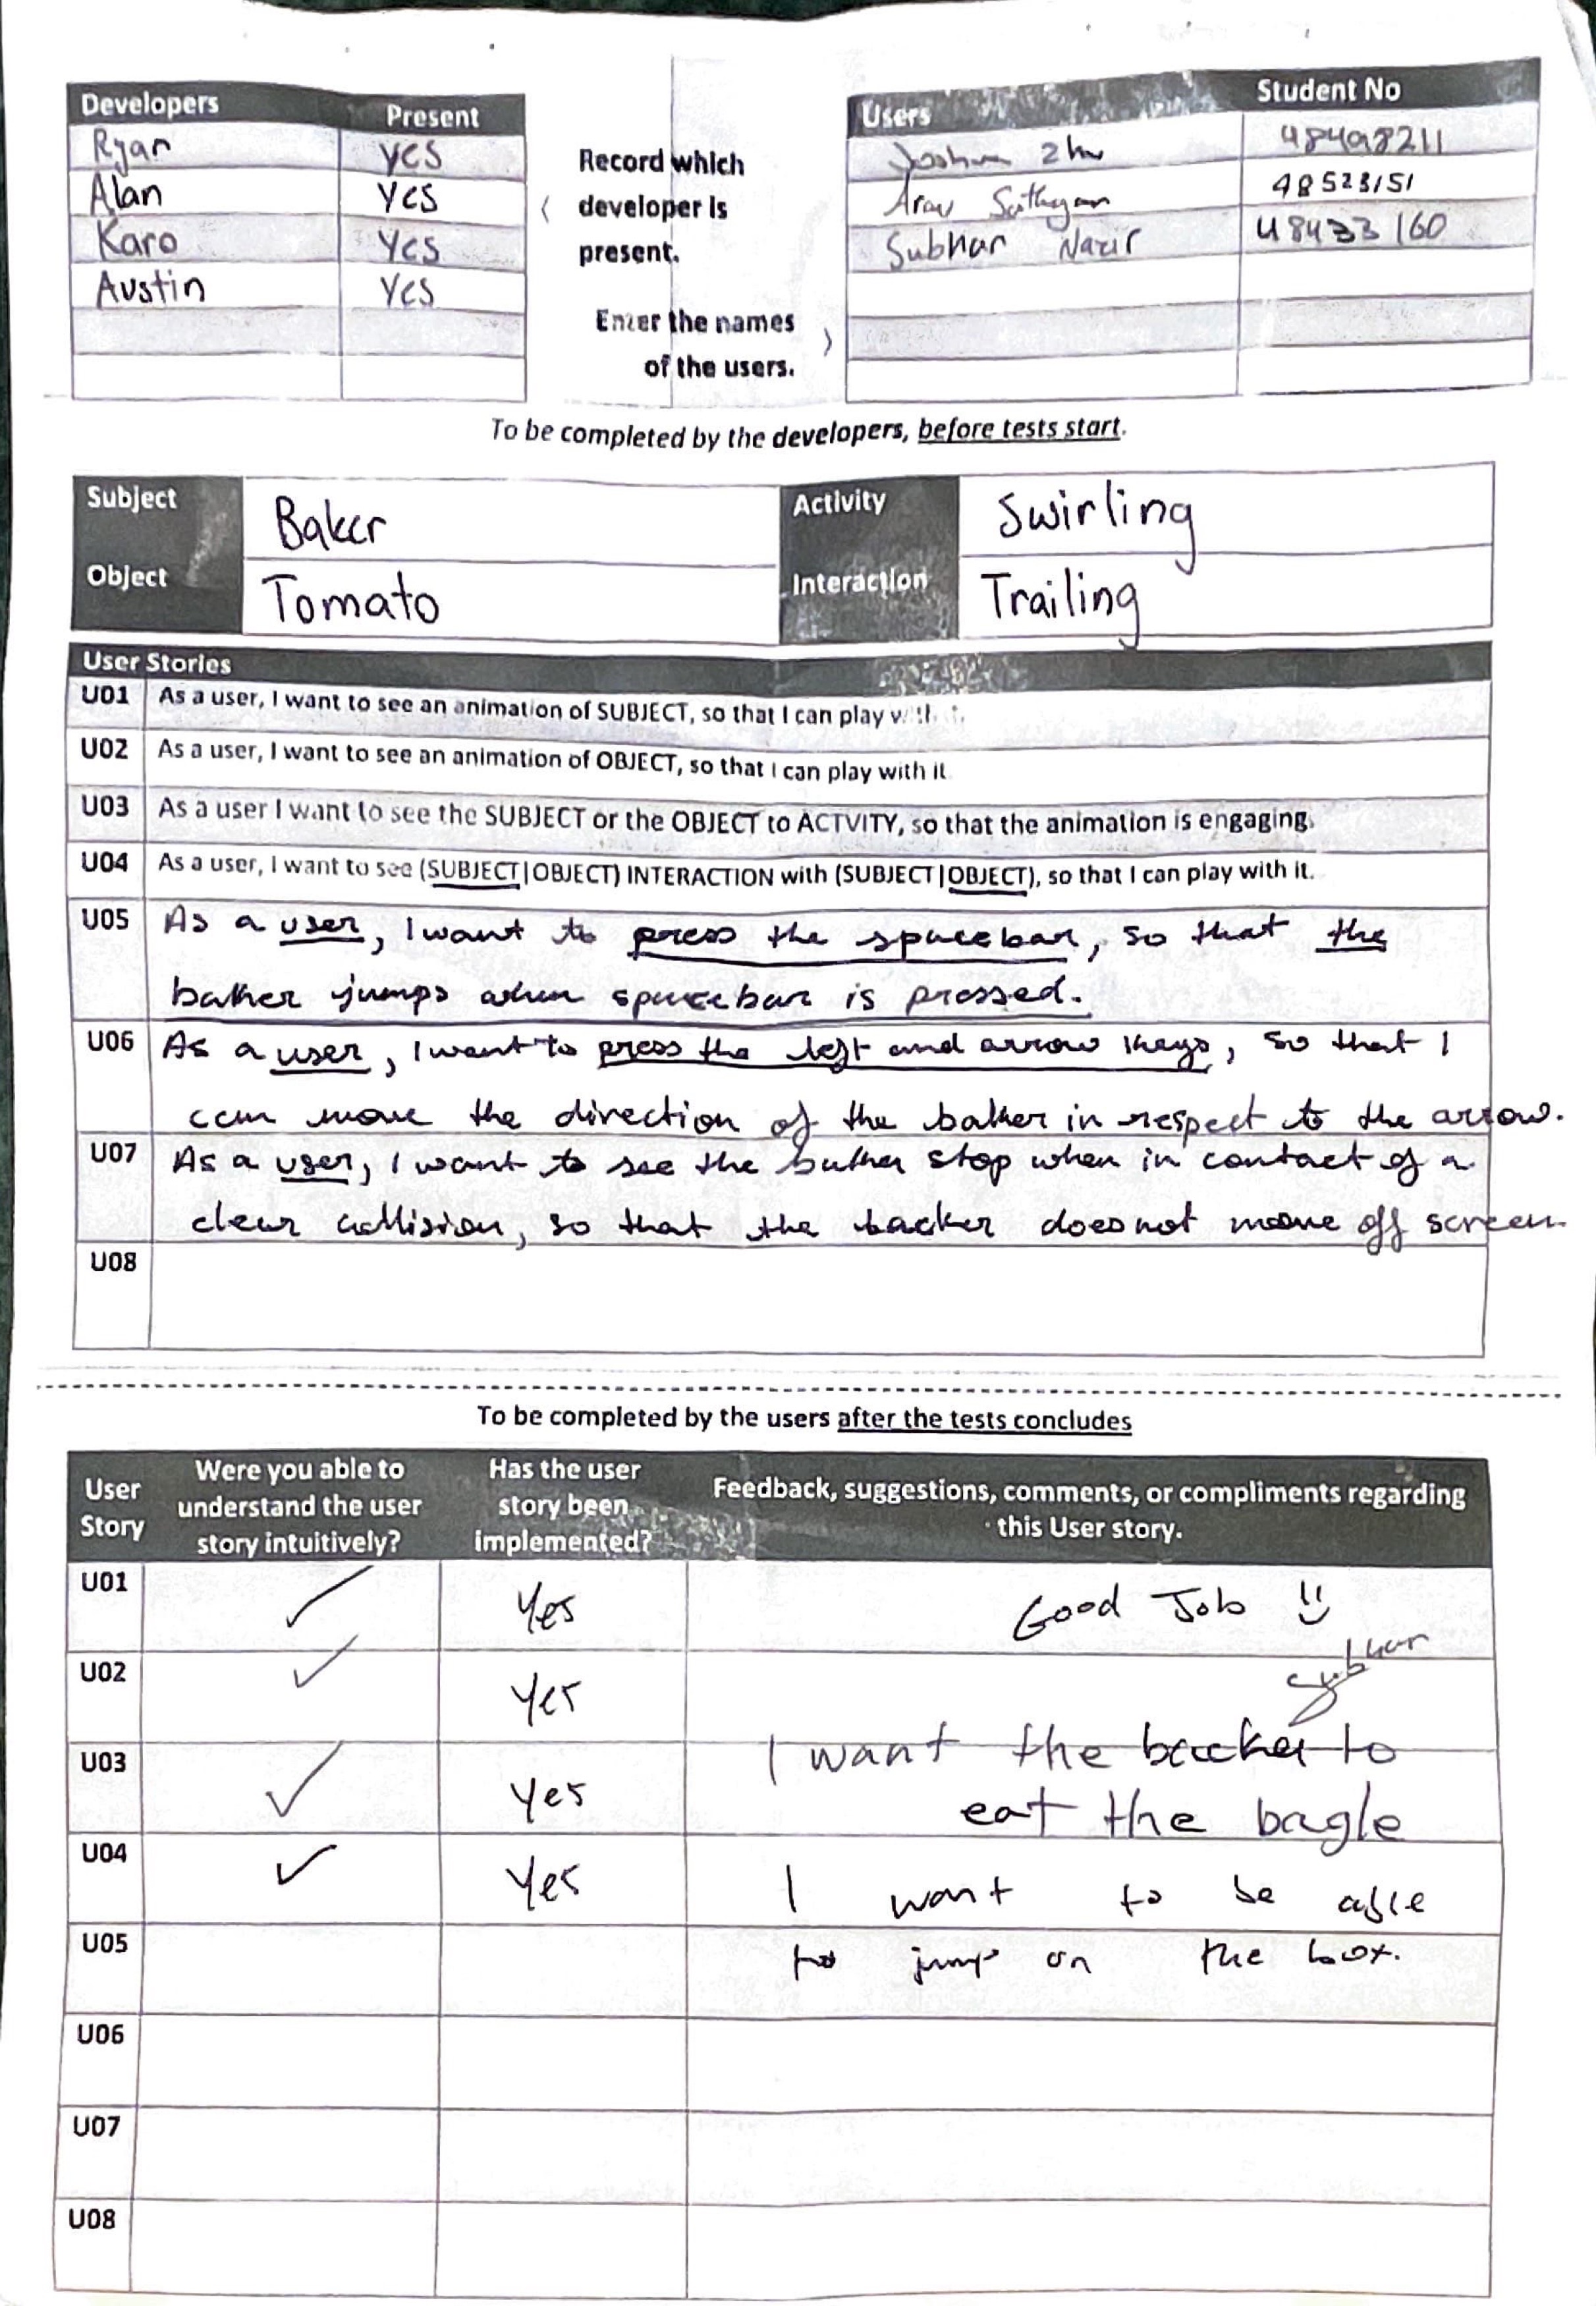 Developers Present
Ryan yes
Alan yes
Karo yes
Austin yes
Record which
developer is
present.
Enter the names
of the users.
Users Student No
Joshua Zhu 48498211
Arav 48523151
Subhan Nazir 48433160
To be completed by the developers, before tests start.
Subject Baker Activity Swirling
Object Tomato Interaction Trailing
User Stories
U01 As a user, I want to see an animation of SUBJECT, so that I can play with it.
U02 As a user, I want to see an animation of OBJECT, so that I can play with it
U03 As a user I want to see the SUBJECT or the OBJECT to ACTVITY, so that the animation is engaging.
U04 As a user, I want to see (SUBJECT|OBJECT) INTERACTION with (SUBJECT|OBJECT), so that I can play with it.
U05 As a user, I want to press the spacebar, so that the
baker jumps when spacebar is pressed.
U06 As a user, I want to press the left and arrow keys, so that I
can move the direction of the baker in respect to the arrow.
U07 As a user, I want to see the baker stop when in contact of a
clear collision, so that the backer does not move off screen.
U08
To be completed by the users after the tests concludes
User
Story
Were you able to
understand the user
story intuitively?
Has the user
story been
implemented?
Feedback, suggestions, comments, or compliments regarding
this User story.
U01 ✓ Yes Good Job
Subhan
U02 ✓ Yes
I want the backer to
U03 ✓ Yes eat the bagle
U04 ✓ Yes I want to be able
U05 to jump on the box.
U06
U07
U08